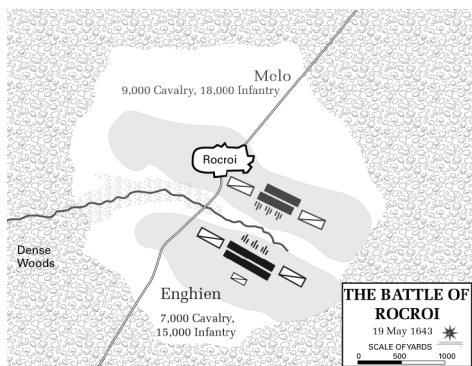 Melo
9,000 Cavalry, 18,000 Infantry
Rocroi
Dense
Woods
Enghien
7,000 Cavalry,
15,000 Infantry
THE BATTLE OF
ROCROI
19 May 1643
SCALE OF YARDS
0 500 1000